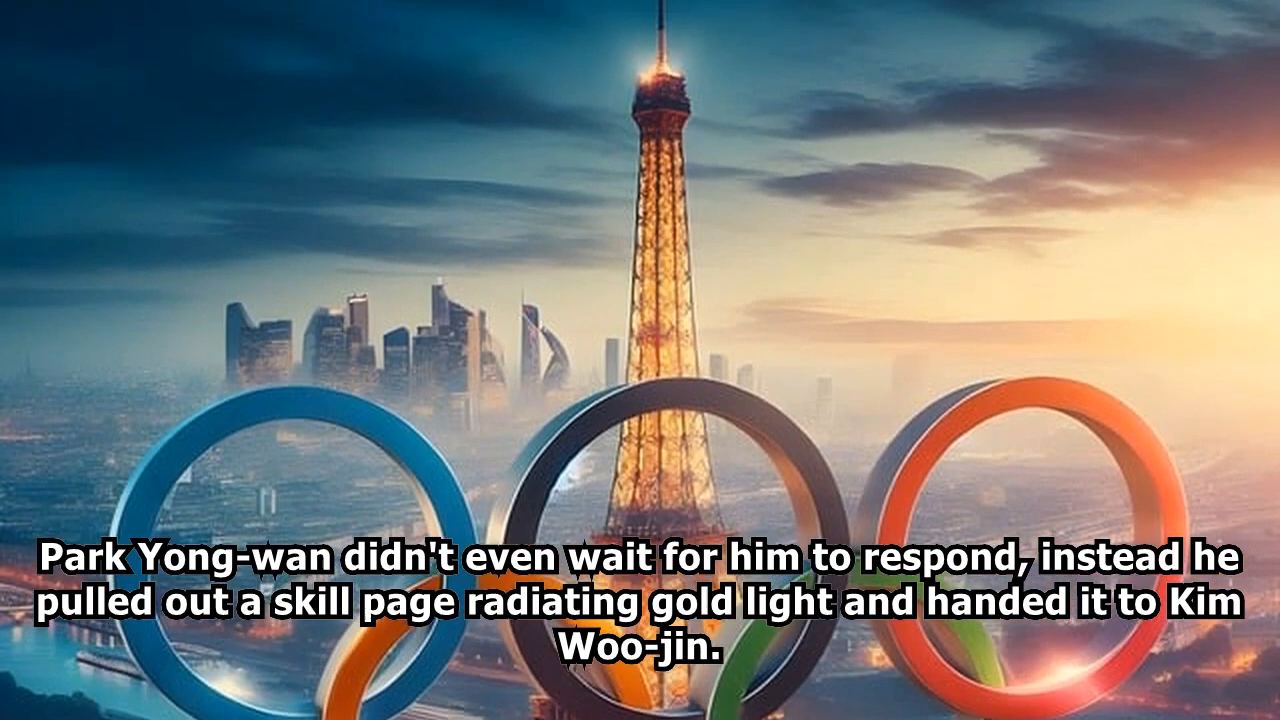 Park Yong-wan didn't even wait for him to respond, instead he
pulled out a skill page radiating gold light and handed it to Kim
Woo-jin.